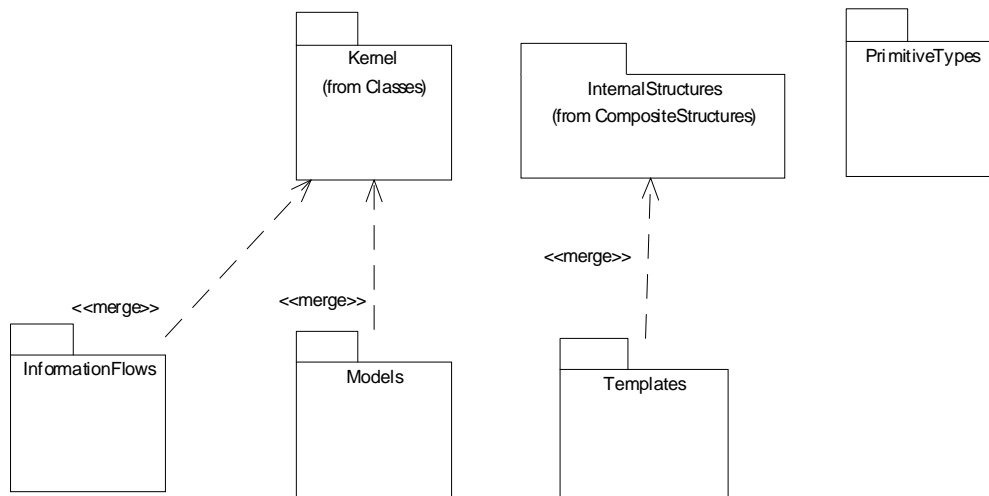 Kernel
(from Classes)
InternalStructures
(from CompositeStructures)
PrimitiveTypes
<<merge>>
<<merge>>
<<merge>>
InformationFlows
Models
Templates